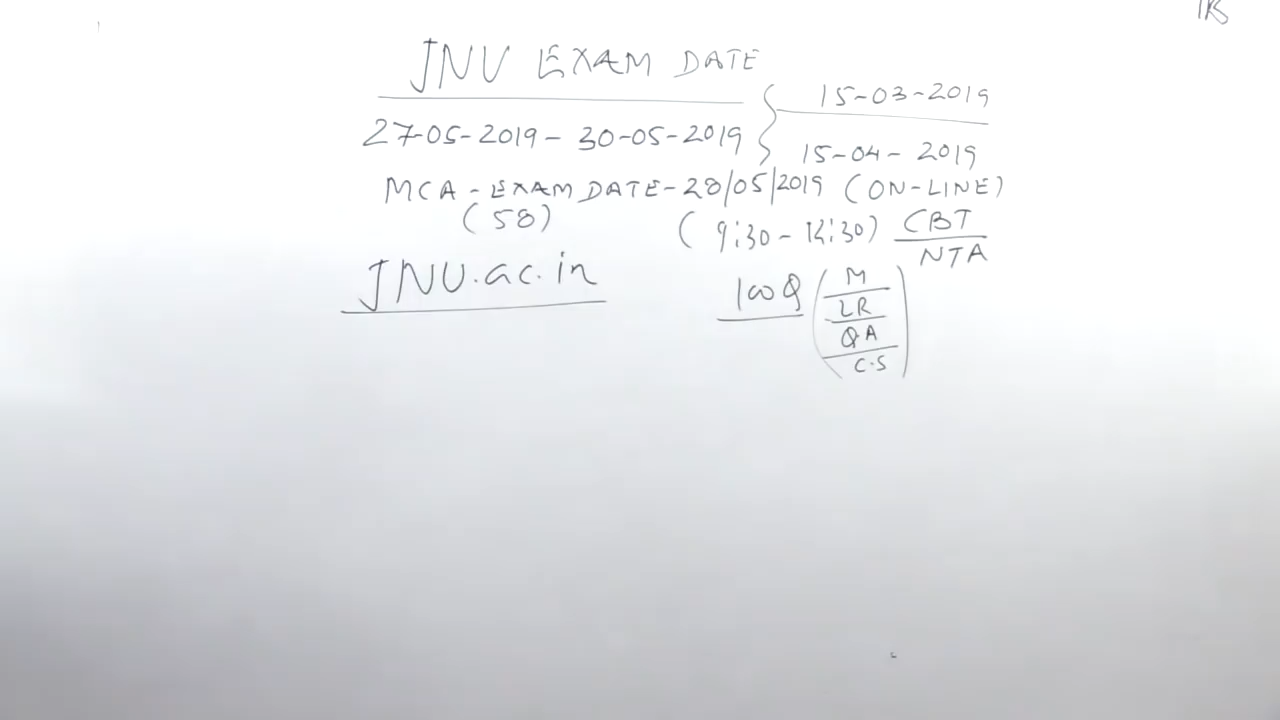 JNU EXAM DATE
27-05-2019 - 30-05-2019
15-03-2019
15-04-2019
MCA - EXAM DATE - 28/05/2019 (ON-LINE)
(58)
(9:30 - 12:30) CBT
NTA
JNU.ac.in
100 Q
M
LR
QA
C.S